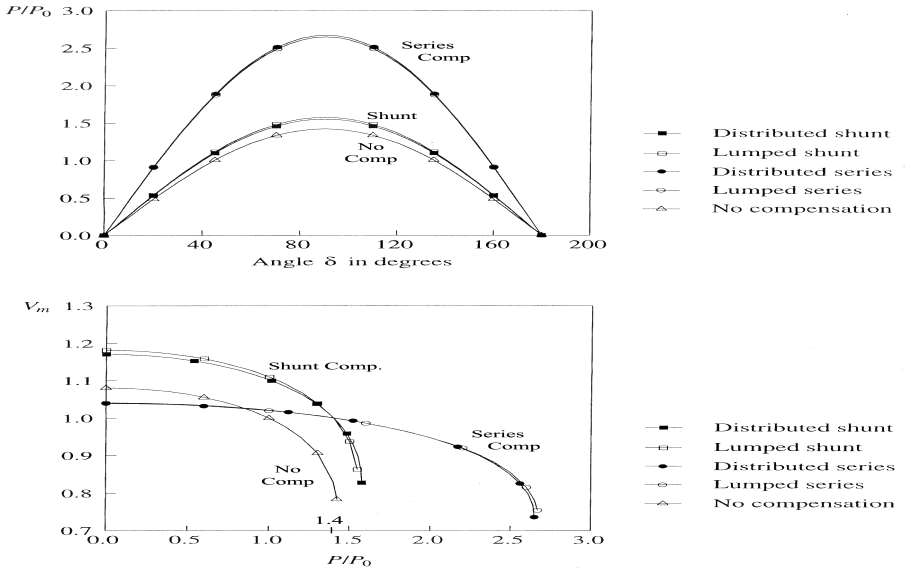 P/P0 3.0
2.5
2.0
1.5
1.0
0.5
0.0
0 40 80 120 160 200
Angle δ in degrees
Series
Comp
Shunt
No
Comp
Distributed shunt
Lumped shunt
Distributed series
Lumped series
No compensation
Vm 1.3
1.2
1.1
1.0
0.9
0.8
0.7
0.0 0.5 1.0 1.5 2.0 2.5 3.0
1.4
P/P0
Shunt Comp.
Series
Comp
No
Comp
Distributed shunt
Lumped shunt
Distributed series
Lumped series
No compensation